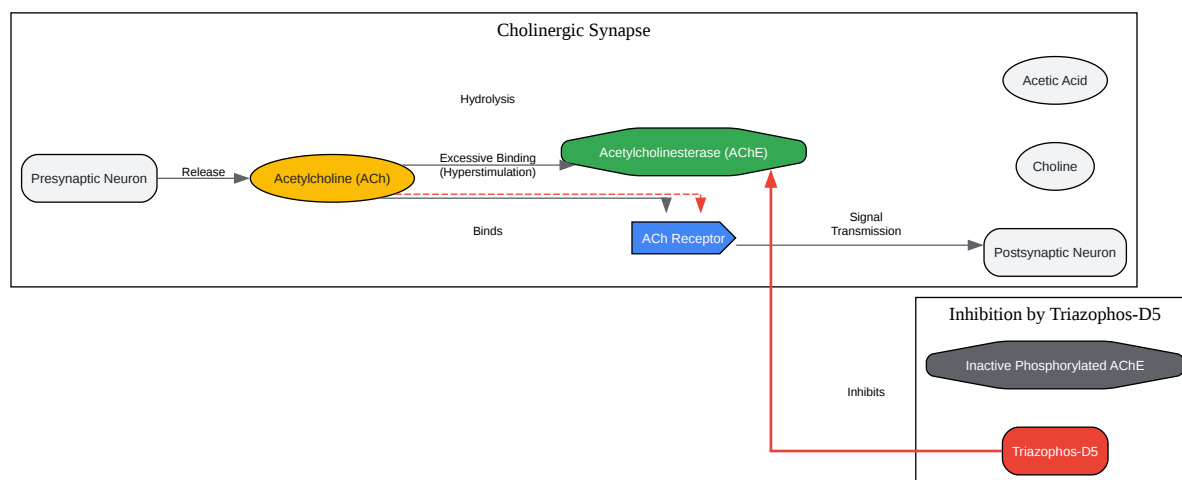 Cholinergic Synapse
Acetic Acid
Hydrolysis
Acetylcholinesterase (AChE)
Excessive Binding
(Hyperstimulation)
Choline
Presynaptic Neuron
Release
Acetylcholine (ACh)
Binds
ACh Receptor
Signal
Transmission
Postsynaptic Neuron
Inhibition by Triazophos-D5
Inactive Phosphorylated AChE
Inhibits
Triazophos-D5